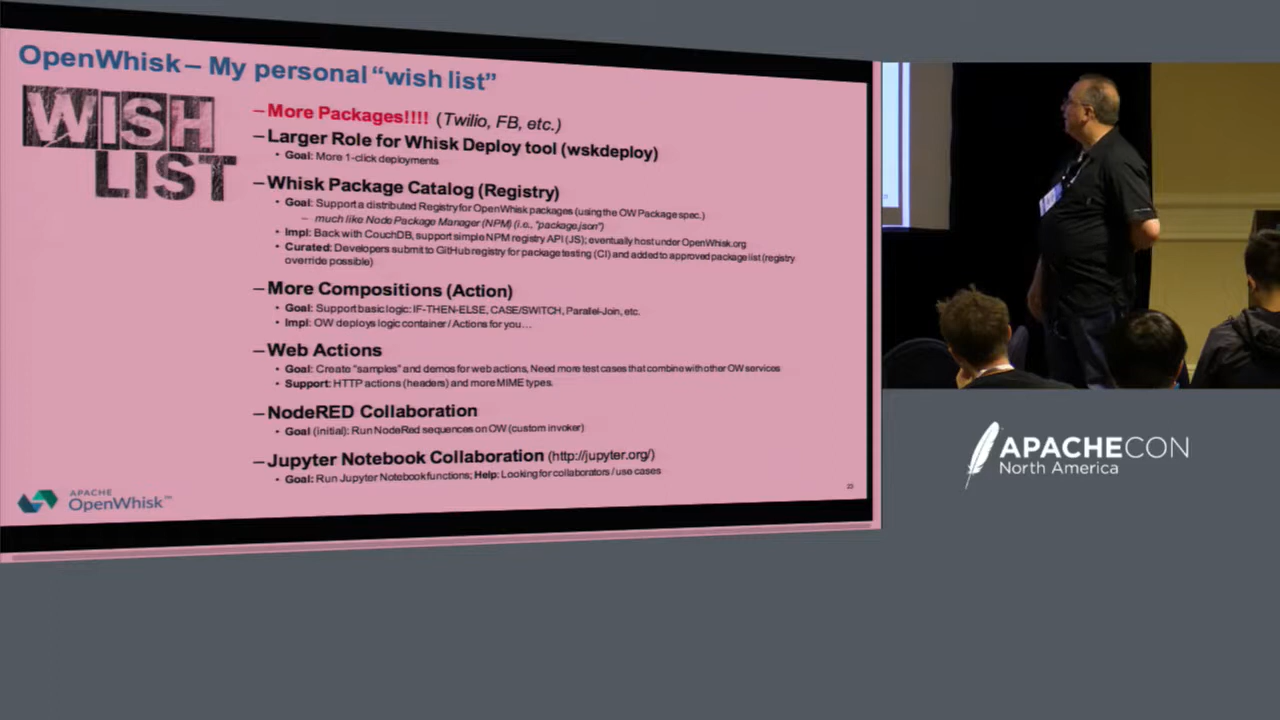 OpenWhisk – My personal “wish list”
WISH
LIST
– More Packages!!!! (Twilio, FB, etc.)
– Larger Role for Whisk Deploy tool (wskdeploy)
• Goal: More 1-click deployments
– Whisk Package Catalog (Registry)
• Goal: Support a distributed Registry for OpenWhisk packages (using the OW Package spec.)
– much like Node Package Manager (NPM) (i.e., “package.json”)
• Impl: Back with CouchDB, support simple NPM registry API (JS); eventually host under OpenWhisk.org
• Curated: Developers submit to GitHub registry for package testing (CI) and added to approved package list (registry
override possible)
– More Compositions (Action)
• Goal: Support basic logic: IF-THEN-ELSE, CASE/SWITCH, Parallel-Join, etc.
• Impl: OW deploys logic container / Actions for you…
– Web Actions
• Goal: Create “samples” and demos for web actions, Need more test cases that combine with other OW services
• Support: HTTP actions (headers) and more MIME types.
– NodeRED Collaboration
• Goal (initial): Run NodeRed sequences on OW (custom invoker)
– Jupyter Notebook Collaboration (http://jupyter.org/)
• Goal: Run Jupyter Notebook functions; Help: Looking for collaborators / use cases
APACHE
OpenWhisk™
25
APACHECON
North America